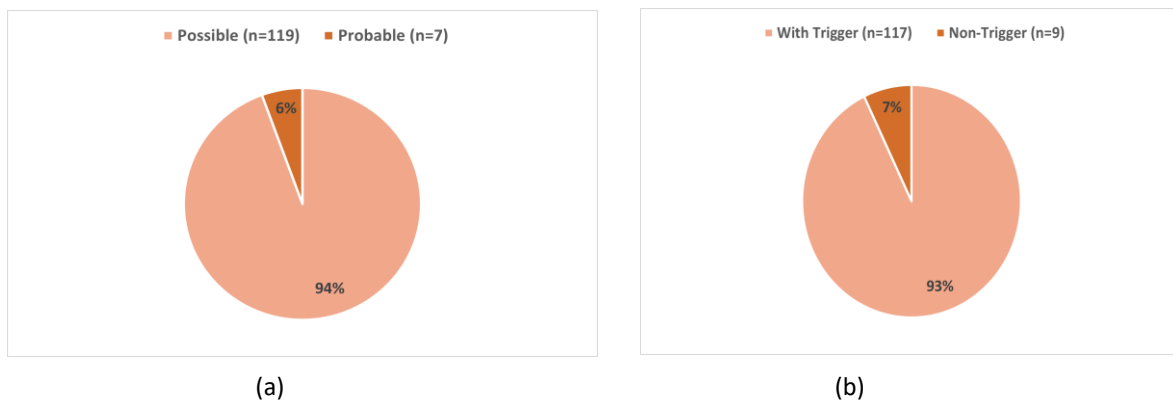 Possible (n=119) Probable (n=7)
6%
94%
(a)
With Trigger (n=117) Non-Trigger (n=9)
7%
93%
(b)